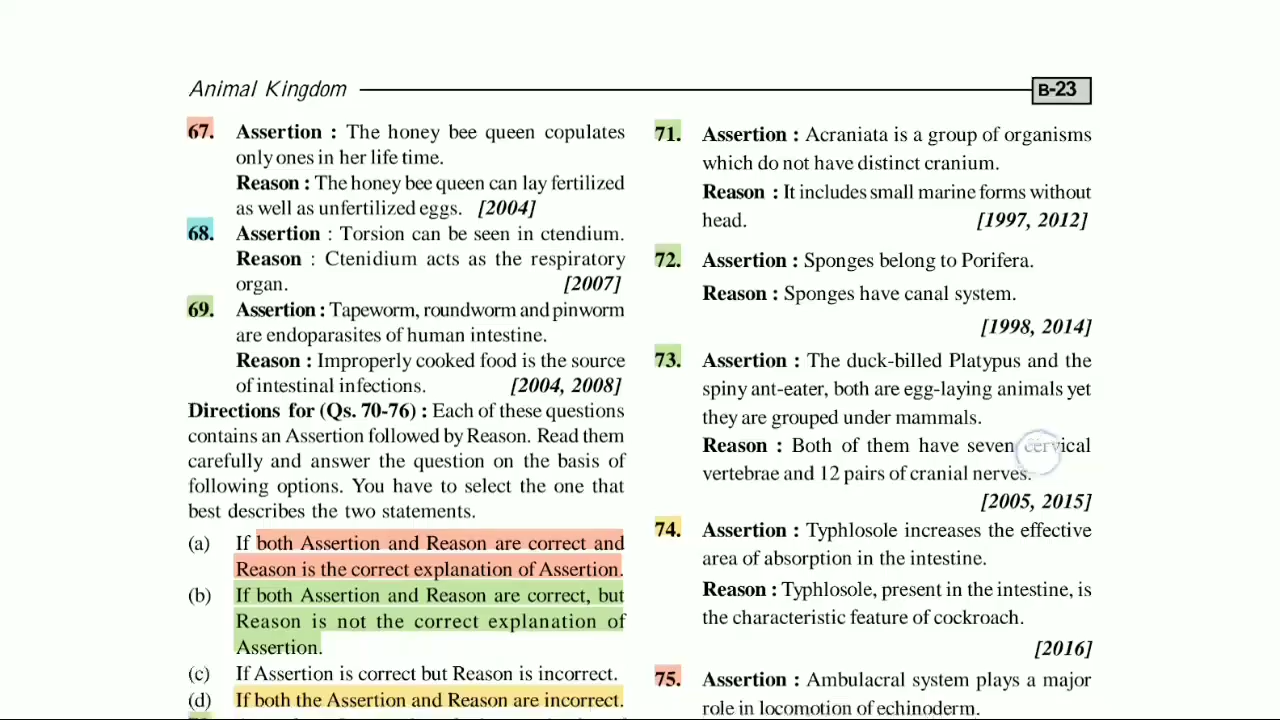 Animal Kingdom
B-23
67. Assertion : The honey bee queen copulates
only ones in her life time.
Reason : The honey bee queen can lay fertilized
as well as unfertilized eggs. [2004]
68. Assertion : Torsion can be seen in ctendium.
Reason : Ctenidium acts as the respiratory
organ. [2007]
69. Assertion : Tapeworm, roundworm and pinworm
are endoparasites of human intestine.
Reason : Improperly cooked food is the source
of intestinal infections. [2004, 2008]
Directions for (Qs. 70-76) : Each of these questions
contains an Assertion followed by Reason. Read them
carefully and answer the question on the basis of
following options. You have to select the one that
best describes the two statements.
(a) If both Assertion and Reason are correct and
Reason is the correct explanation of Assertion.
(b) If both Assertion and Reason are correct, but
Reason is not the correct explanation of
Assertion.
(c) If Assertion is correct but Reason is incorrect.
(d) If both the Assertion and Reason are incorrect.
71. Assertion : Acraniata is a group of organisms
which do not have distinct cranium.
Reason : It includes small marine forms without
head. [1997, 2012]
72. Assertion : Sponges belong to Porifera.
Reason : Sponges have canal system.
[1998, 2014]
73. Assertion : The duck-billed Platypus and the
spiny ant-eater, both are egg-laying animals yet
they are grouped under mammals.
Reason : Both of them have seven cervical
vertebrae and 12 pairs of cranial nerves.
[2005, 2015]
74. Assertion : Typhlosole increases the effective
area of absorption in the intestine.
Reason : Typhlosole, present in the intestine, is
the characteristic feature of cockroach.
[2016]
75. Assertion : Ambulacral system plays a major
role in locomotion of echinoderm.